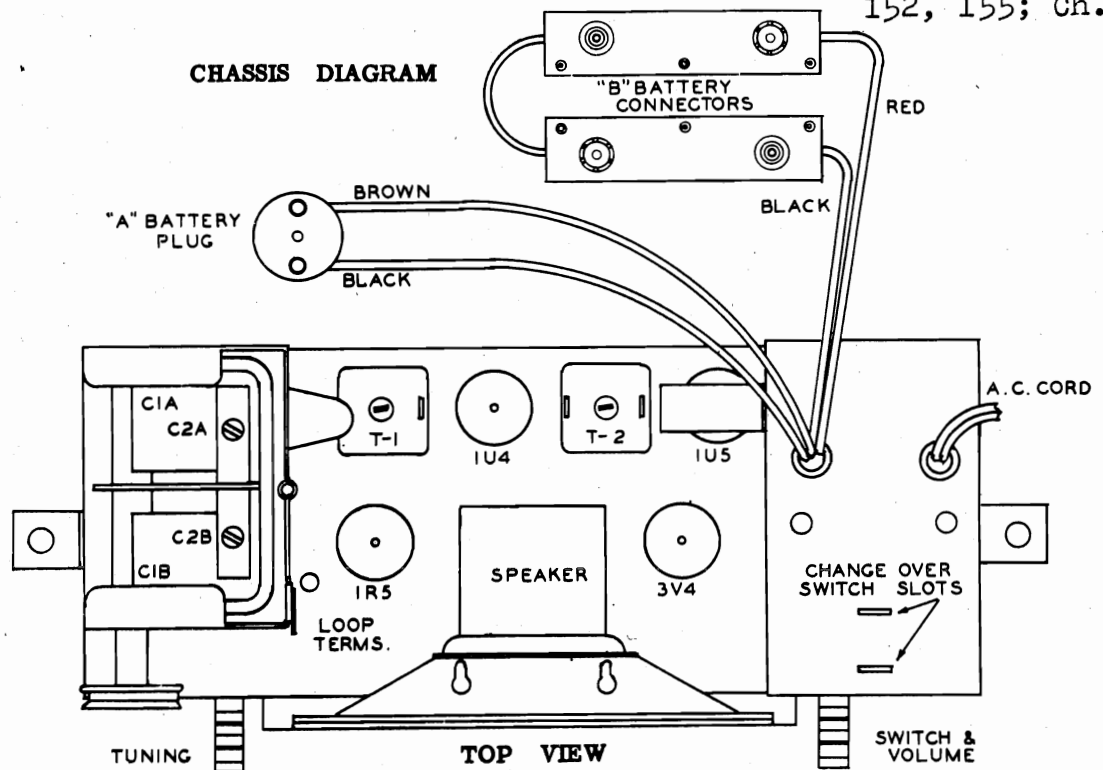 152, 155; Ch.
CHASSIS DIAGRAM
"B" BATTERY
CONNECTORS
RED
BROWN
BLACK
"A" BATTERY
PLUG
BLACK
A.C. CORD
C1A
C2A
T-1
1U4
T-2
1U5
C2B
C1B
1R5
SPEAKER
3V4
CHANGE OVER
SWITCH SLOTS
LOOP
TERMS.
TUNING
TOP VIEW
SWITCH &
VOLUME